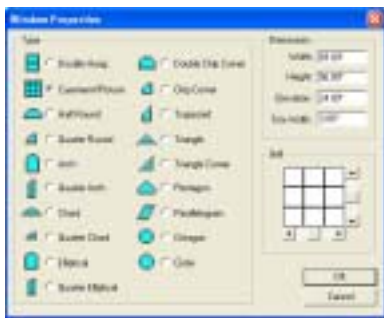 Window Properties
Type
Double Hung
Casement/Picture
Half Round
Quarter Round
Arch
Quarter Arch
Chord
Quarter Chord
Elliptical
Quarter Elliptical
Double Clip Corner
Clip Corner
Trapezoid
Triangle
Triangle Corner
Pentagon
Parallelogram
Octagon
Circle
Dimensions
Width:
Height:
Elevation:
Grill
OK
Cancel